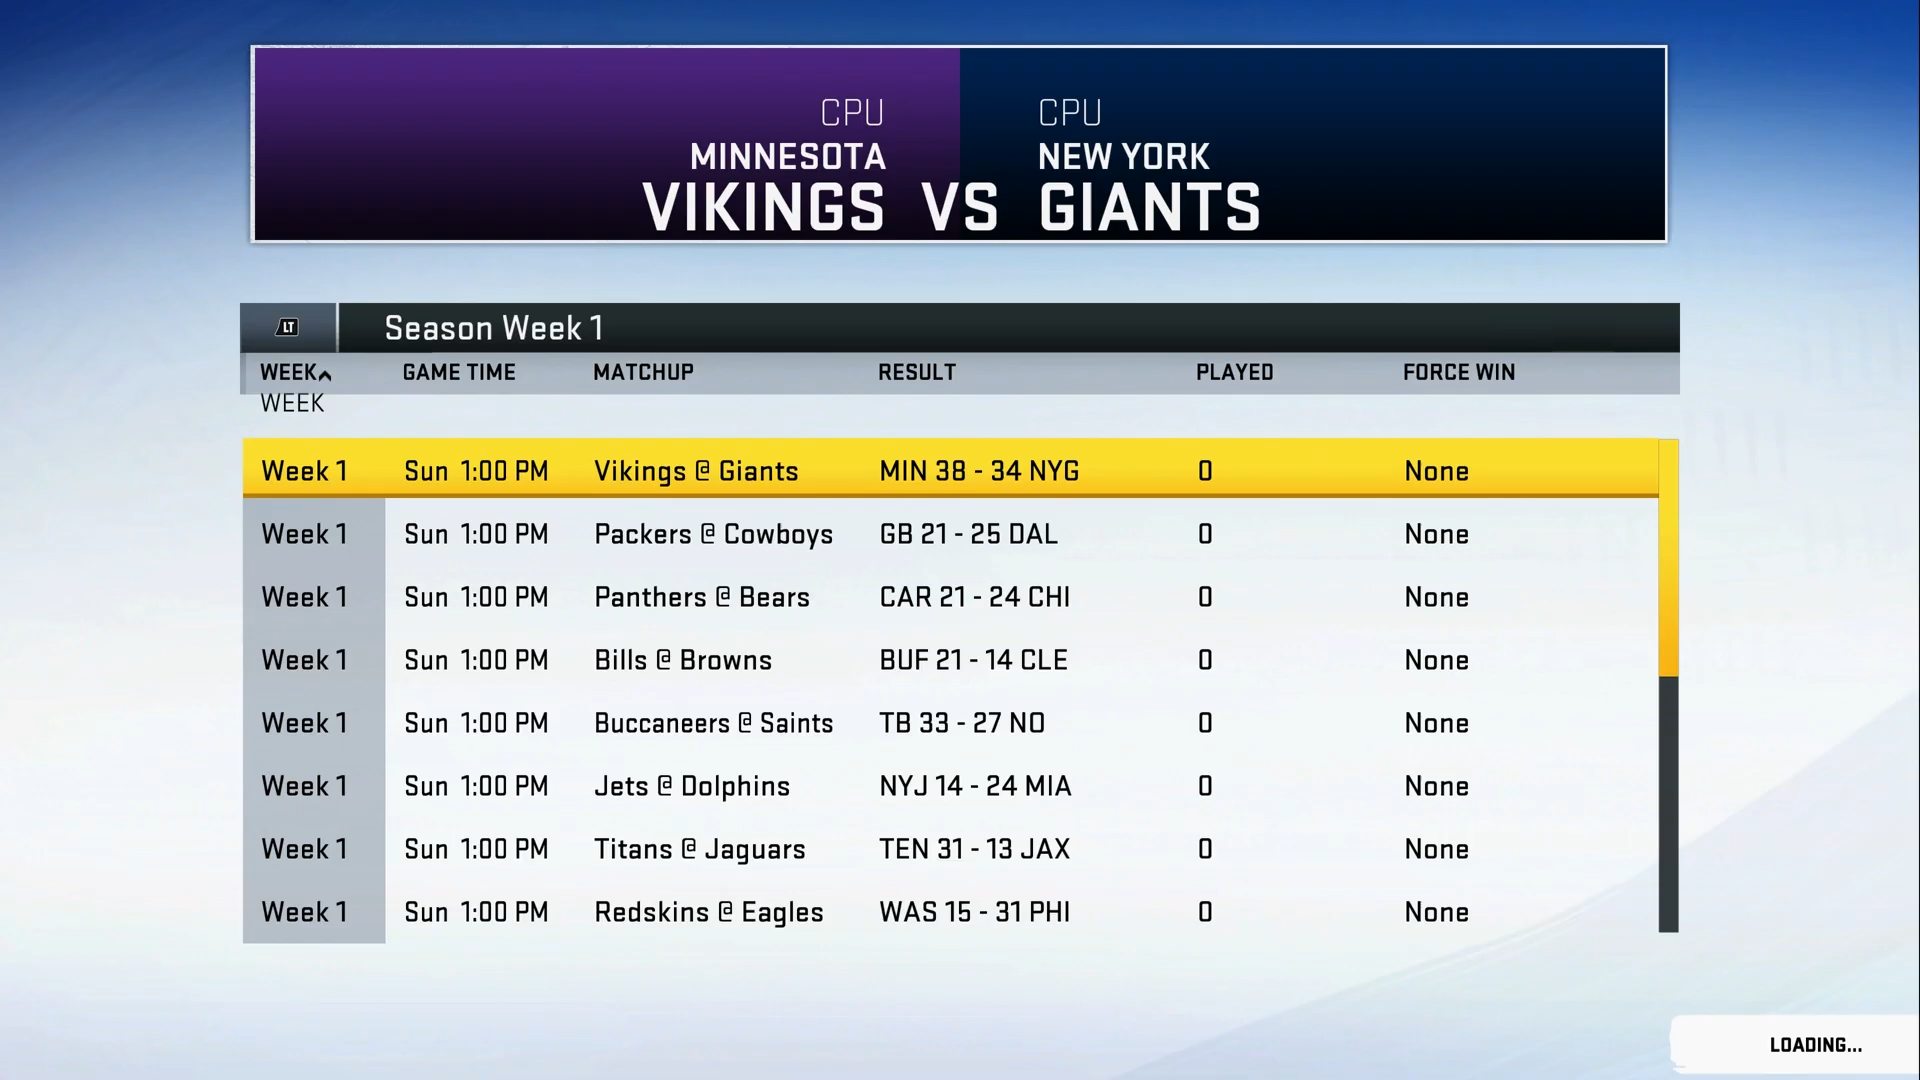 CPU CPU
MINNESOTA NEW YORK
VIKINGS VS GIANTS
LT Season Week 1
WEEK GAME TIME MATCHUP RESULT PLAYED FORCE WIN
WEEK
Week 1 Sun 1:00 PM Vikings @ Giants MIN 38 - 34 NYG 0 None
Week 1 Sun 1:00 PM Packers @ Cowboys GB 21 - 25 DAL 0 None
Week 1 Sun 1:00 PM Panthers @ Bears CAR 21 - 24 CHI 0 None
Week 1 Sun 1:00 PM Bills @ Browns BUF 21 - 14 CLE 0 None
Week 1 Sun 1:00 PM Buccaneers @ Saints TB 33 - 27 NO 0 None
Week 1 Sun 1:00 PM Jets @ Dolphins NYJ 14 - 24 MIA 0 None
Week 1 Sun 1:00 PM Titans @ Jaguars TEN 31 - 13 JAX 0 None
Week 1 Sun 1:00 PM Redskins @ Eagles WAS 15 - 31 PHI 0 None
LOADING...